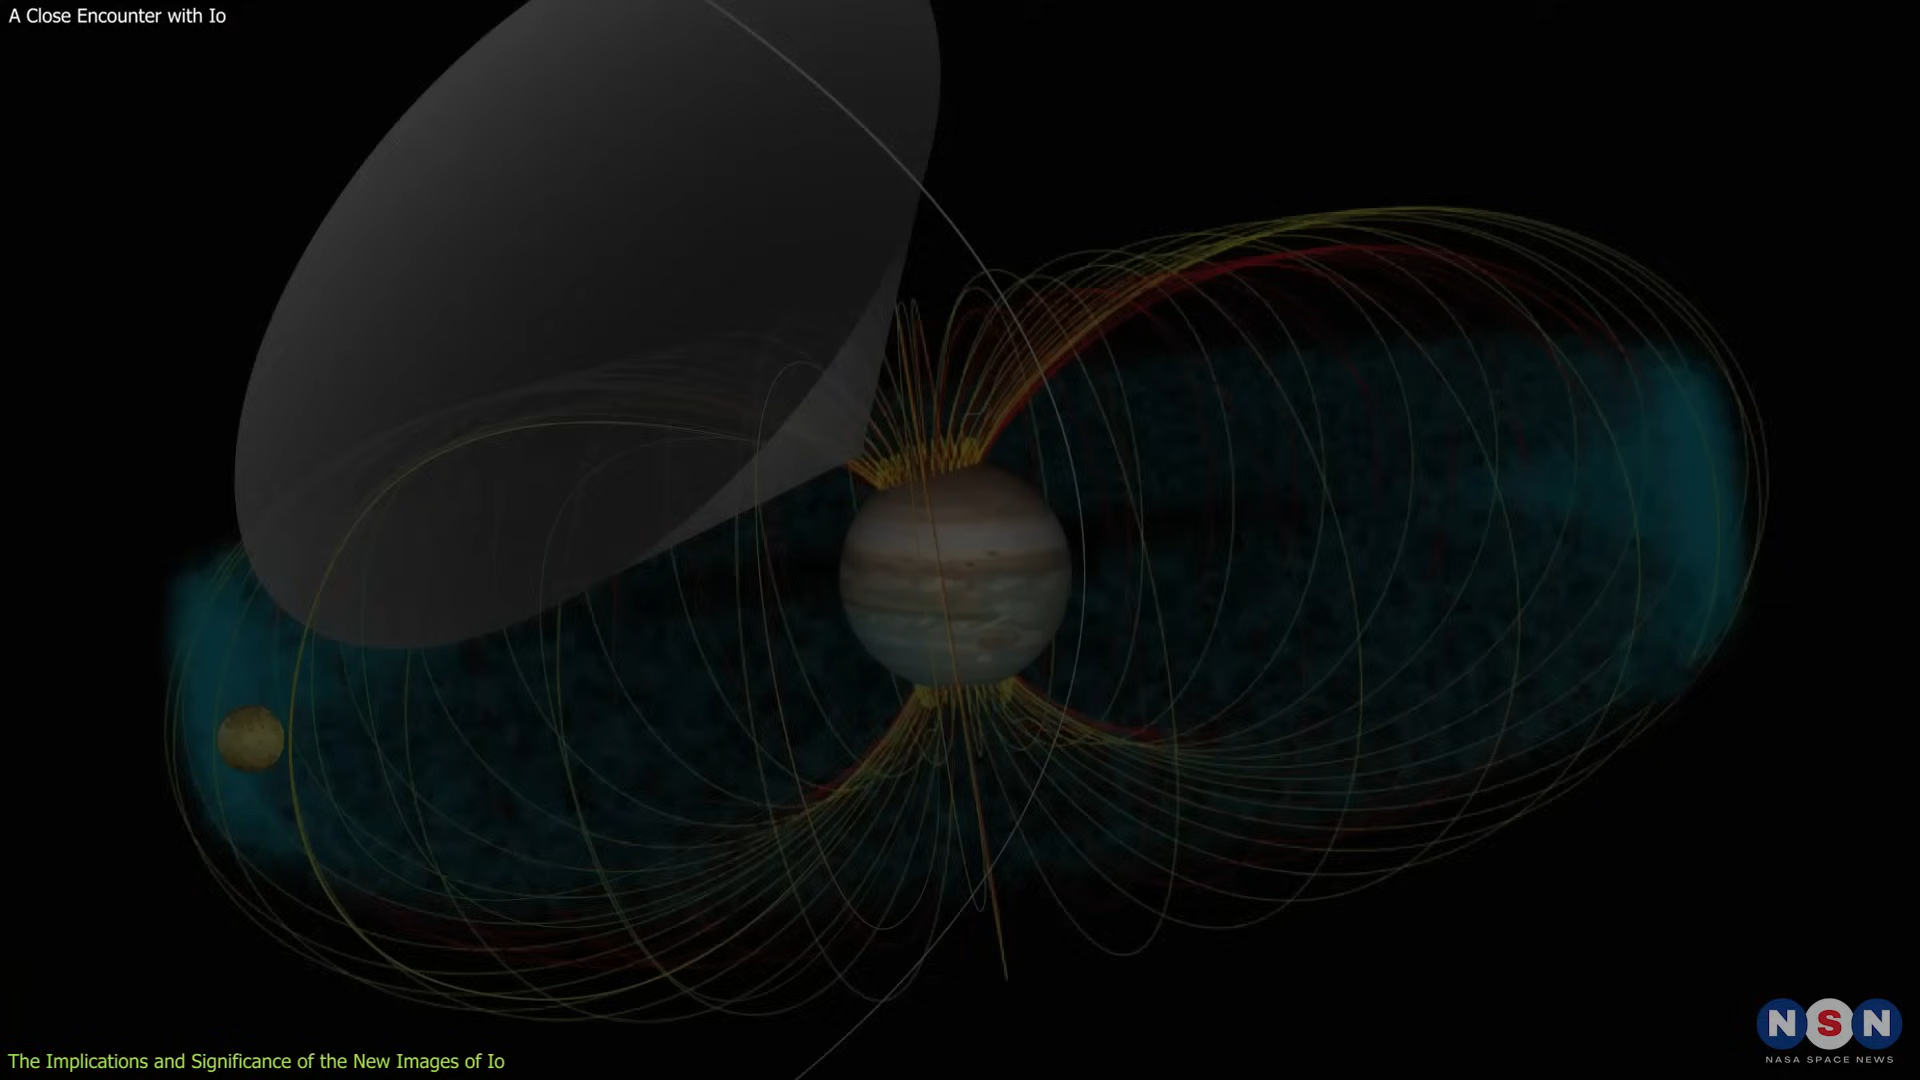 A Close Encounter with Io
The Implications and Significance of the New Images of Io
NSN
NASA SPACE NEWS